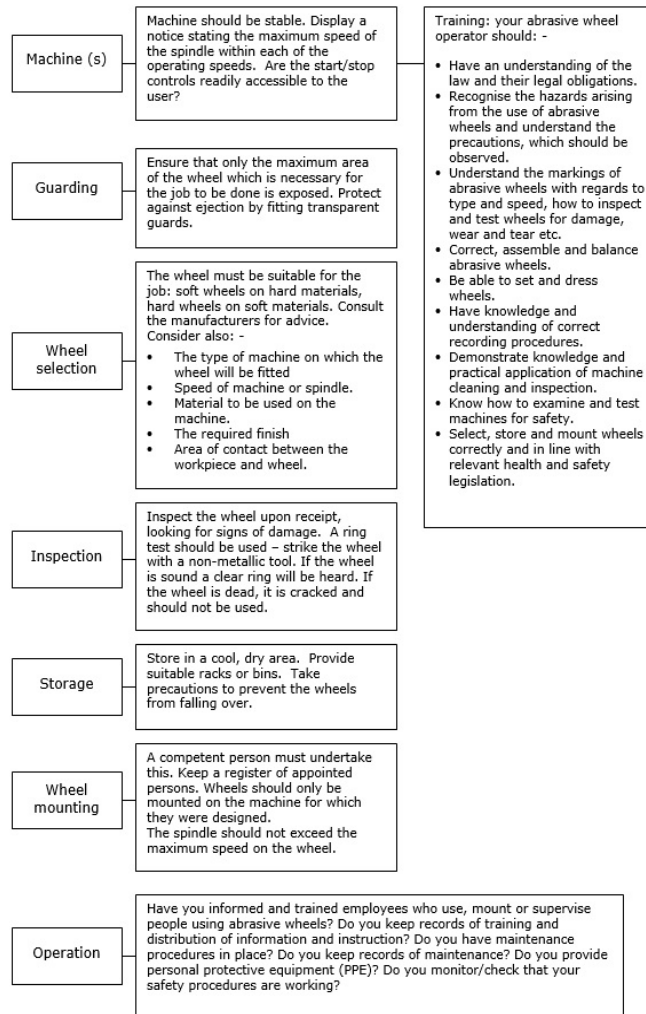 Machine (s)
Machine should be stable. Display a
notice stating the maximum speed of
the spindle within each of the
operating speeds.  Are the start/stop
controls readily accessible to the
user?
Training: your abrasive wheel
operator should: -
• Have an understanding of the
law and their legal obligations.
• Recognise the hazards arising
from the use of abrasive
wheels and understand the
precautions, which should be
observed.
• Understand the markings of
abrasive wheels with regards to
type and speed, how to inspect
and test wheels for damage,
wear and tear etc.
• Correct, assemble and balance
abrasive wheels.
• Be able to set and dress
wheels.
• Have knowledge and
understanding of correct
recording procedures.
• Demonstrate knowledge and
practical application of machine
cleaning and inspection.
• Know how to examine and test
machines for safety.
• Select, store and mount wheels
correctly and in line with
relevant health and safety
legislation.
Guarding
Ensure that only the maximum area
of the wheel which is necessary for
the job to be done is exposed. Protect
against ejection by fitting transparent
guards.
Wheel
selection
The wheel must be suitable for the
job: soft wheels on hard materials,
hard wheels on soft materials. Consult
the manufacturers for advice.
Consider also: -
• The type of machine on which the
wheel will be fitted
• Speed of machine or spindle.
• Material to be used on the
machine.
• The required finish
• Area of contact between the
workpiece and wheel.
Inspection
Inspect the wheel upon receipt,
looking for signs of damage.  A ring
test should be used – strike the wheel
with a non-metallic tool. If the wheel
is sound a clear ring will be heard. If
the wheel is dead, it is cracked and
should not be used.
Storage
Store in a cool, dry area.  Provide
suitable racks or bins.  Take
precautions to prevent the wheels
from falling over.
Wheel
mounting
A competent person must undertake
this. Keep a register of appointed
persons. Wheels should only be
mounted on the machine for which
they were designed.
The spindle should not exceed the
maximum speed on the wheel.
Operation
Have you informed and trained employees who use, mount or supervise
people using abrasive wheels? Do you keep records of training and
distribution of information and instruction? Do you have maintenance
procedures in place? Do you keep records of maintenance? Do you provide
personal protective equipment (PPE)? Do you monitor/check that your
safety procedures are working?